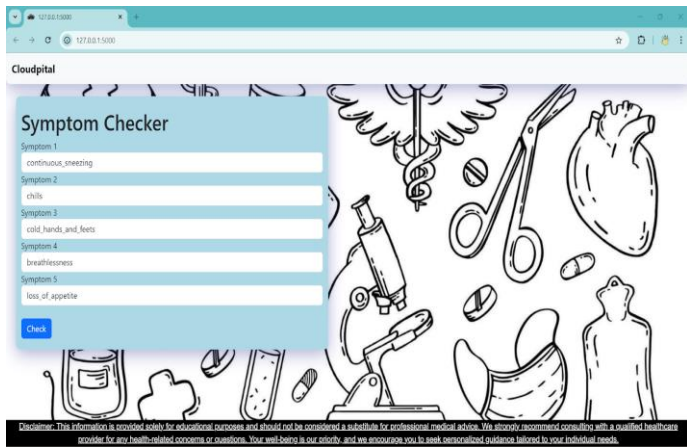 127.0.0.1:5000
127.0.0.1:5000
Cloudpital
Symptom Checker
Symptom 1
continuous_sneezing
Symptom 2
chills
Symptom 3
cold_hands_and_feets
Symptom 4
breathlessness
Symptom 5
loss_of_appetite
Check
Disclaimer: This information is provided solely for educational purposes and should not be considered a substitute for professional medical advice. We strongly recommend consulting with a qualified healthcare
provider for any health-related concerns or questions. Your well-being is our priority, and we encourage you to seek personalized guidance tailored to your individual needs.